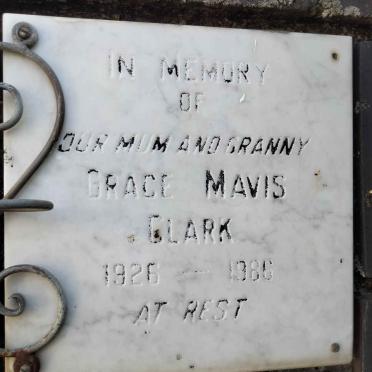 IN MEMORY
OF
OUR MUM AND GRANNY
GRACE MAVIS
CLARK
1926 — 1986
AT REST